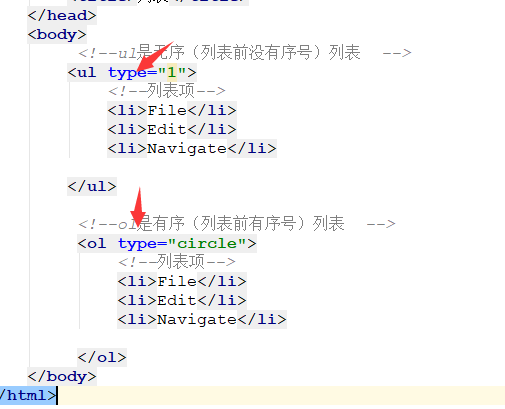 </head>
<body>
<!--ul是无序（列表前没有序号）列表 -->
<ul type="1">
<!--列表项-->
<li>File</li>
<li>Edit</li>
<li>Navigate</li>
</ul>
<!--ol是有序（列表前有序号）列表 -->
<ol type="circle">
<!--列表项-->
<li>File</li>
<li>Edit</li>
<li>Navigate</li>
</ol>
</body>
/html>